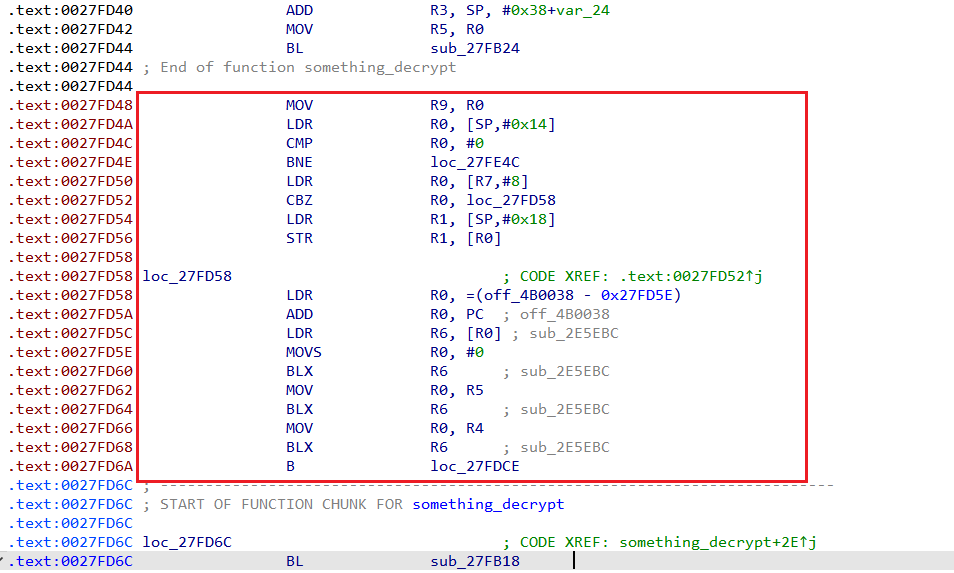 .text:0027FD40 ADD R3, SP, #0x38+var_24
.text:0027FD42 MOV R5, R0
.text:0027FD44 BL sub_27FB24
.text:0027FD44 ; End of function something_decrypt
.text:0027FD44
.text:0027FD48 MOV R9, R0
.text:0027FD4A LDR R0, [SP,#0x14]
.text:0027FD4C CMP R0, #0
.text:0027FD4E BNE loc_27FE4C
.text:0027FD50 LDR R0, [R7,#8]
.text:0027FD52 CBZ R0, loc_27FD58
.text:0027FD54 LDR R1, [SP,#0x18]
.text:0027FD56 STR R1, [R0]
.text:0027FD58
.text:0027FD58 loc_27FD58 ; CODE XREF: .text:0027FD52↑j
.text:0027FD58 LDR R0, =(off_4B0038 - 0x27FD5E)
.text:0027FD5A ADD R0, PC ; off_4B0038
.text:0027FD5C LDR R6, [R0] ; sub_2E5EBC
.text:0027FD5E MOVS R0, #0
.text:0027FD60 BLX R6 ; sub_2E5EBC
.text:0027FD62 MOV R0, R5
.text:0027FD64 BLX R6 ; sub_2E5EBC
.text:0027FD66 MOV R0, R4
.text:0027FD68 BLX R6 ; sub_2E5EBC
.text:0027FD6A B loc_27FDCE
.text:0027FD6C ; ---------------------------------------------------------------------------
.text:0027FD6C ; START OF FUNCTION CHUNK FOR something_decrypt
.text:0027FD6C
.text:0027FD6C loc_27FD6C ; CODE XREF: something_decrypt+2E↑j
.text:0027FD6C BL sub_27FB18